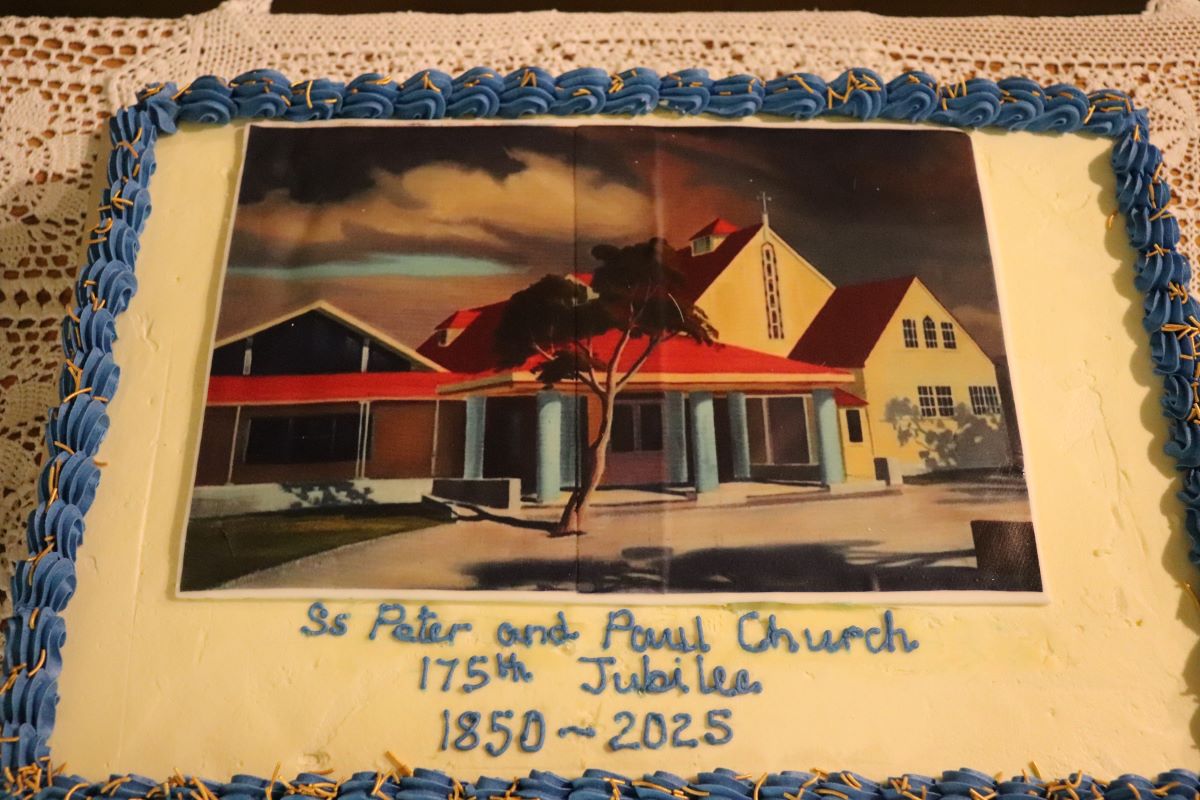 Ss Peter and Paul Church
175th Jubilee
1850~2025